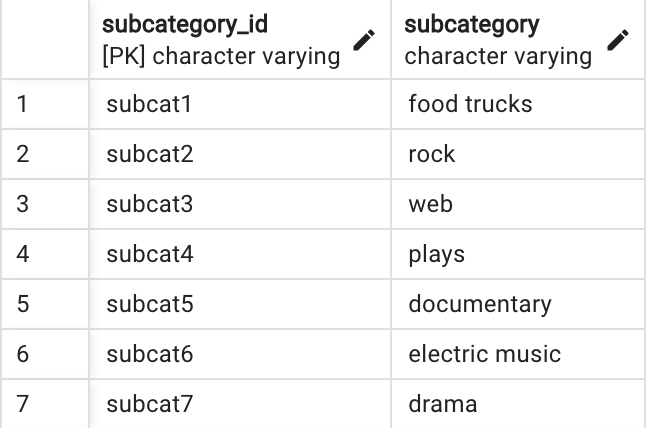 subcategory_id subcategory
[PK] character varying character varying
1 subcat1 food trucks
2 subcat2 rock
3 subcat3 web
4 subcat4 plays
5 subcat5 documentary
6 subcat6 electric music
7 subcat7 drama